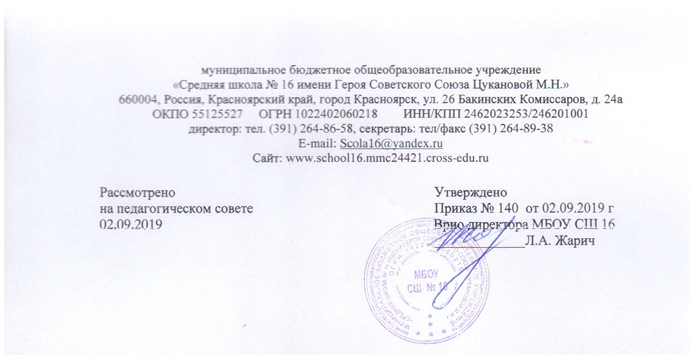 муниципальное бюджетное общеобразовательное учреждение
«Средняя школа № 16 имени Героя Советского Союза Цукановой М.Н.»
660004, Россия, Красноярский край, город Красноярск, ул. 26 Бакинских Комиссаров, д. 24а
ОКПО 55125527 ОГРН 1022402060218 ИНН/КПП 2462023253/246201001
директор: тел. (391) 264-86-58, секретарь: тел/факс (391) 264-89-38
E-mail: Scola16@yandex.ru
Сайт: www.school16.mmc24421.cross-edu.ru
Рассмотрено
на педагогическом совете
02.09.2019
Утверждено
Приказ № 140 от 02.09.2019 г
Врио директора МБОУ СШ 16
Л.А. Жарич
МБОУ
СШ № 16